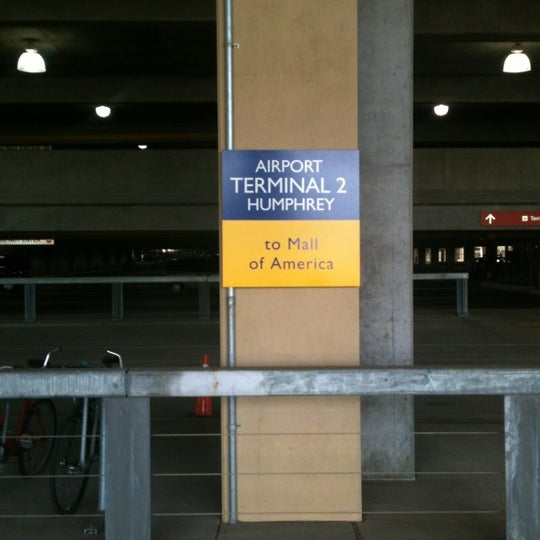 AIRPORT
TERMINAL 2
HUMPHREY
to Mall
of America